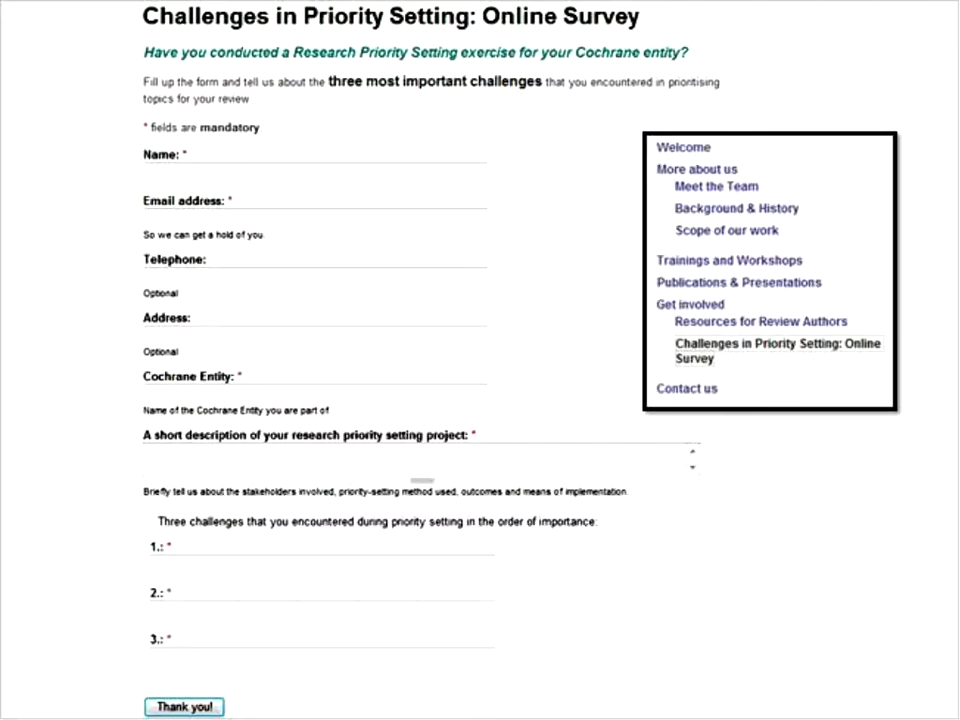 Challenges in Priority Setting: Online Survey
Have you conducted a Research Priority Setting exercise for your Cochrane entity?
Fill up the form and tell us about the three most important challenges that you encountered in prioritising
topics for your review
* fields are mandatory
Name: *
Email address: *
So we can get a hold of you
Telephone:
Optional
Address:
Optional
Cochrane Entity: *
Name of the Cochrane Entity you are part of
A short description of your research priority setting project: *
Briefly tell us about the stakeholders involved, priority-setting method used, outcomes and means of implementation.
Three challenges that you encountered during priority setting in the order of importance:
1.: *
2.: *
3.: *
Thank you!
Welcome
More about us
Meet the Team
Background & History
Scope of our work
Trainings and Workshops
Publications & Presentations
Get involved
Resources for Review Authors
Challenges in Priority Setting: Online
Survey
Contact us